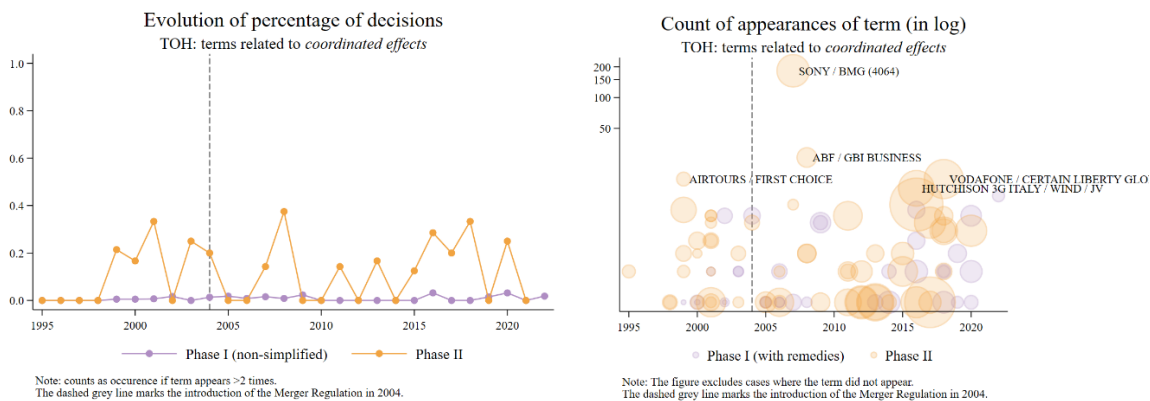 Evolution of percentage of decisions
TOH: terms related to coordinated effects
1.0
0.8
0.6
0.4
0.2
0.0
1995
2000
2005
2010
2015
2020
Phase I (non-simplified)
Phase II
Note: counts as occurence if term appears >2 times.
The dashed grey line marks the introduction of the Merger Regulation in 2004.
Count of appearances of term (in log)
TOH: terms related to coordinated effects
200
150
100
50
SONY / BMG (4064)
ABF / GBI BUSINESS
AIRTOURS / FIRST CHOICE
VODAFONE / CERTAIN LIBERTY GLO
HUTCHISON 3G ITALY / WIND / JV
1995
2000
2005
2010
2015
2020
Phase I (with remedies)
Phase II
Note: The figure excludes cases where the term did not appear.
The dashed grey line marks the introduction of the Merger Regulation in 2004.